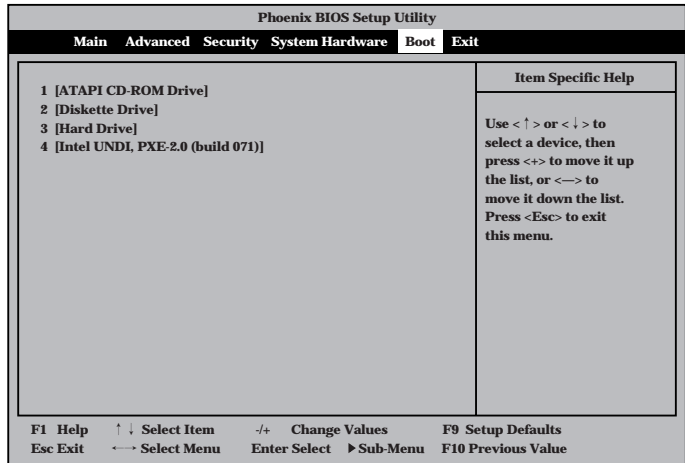 Phoenix BIOS Setup Utility
Main Advanced Security System Hardware Boot Exit
1 [ATAPI CD-ROM Drive]
2 [Diskette Drive]
3 [Hard Drive]
4 [Intel UNDI, PXE-2.0 (build 071)]
Item Specific Help
Use <↑> or <↓> to
select a device, then
press <+> to move it up
the list, or <—> to
move it down the list.
Press <Esc> to exit
this menu.
F1 Help ↑↓ Select Item -/+ Change Values F9 Setup Defaults
Esc Exit ←→ Select Menu Enter Select ▶Sub-Menu F10 Previous Value